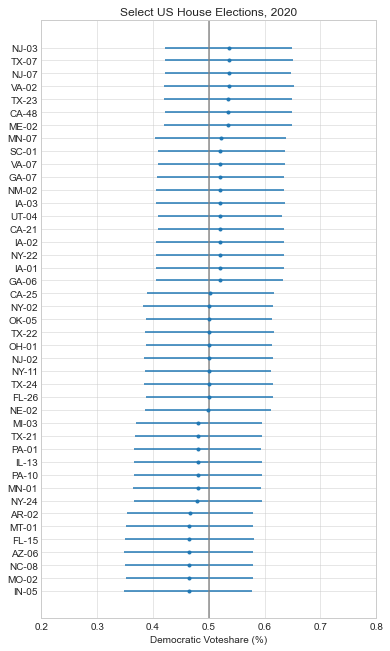 Select US House Elections, 2020
NJ-03
TX-07
NJ-07
VA-02
TX-23
CA-48
ME-02
MN-07
SC-01
VA-07
GA-07
NM-02
IA-03
UT-04
CA-21
IA-02
NY-22
IA-01
GA-06
CA-25
NY-02
OK-05
TX-22
OH-01
NJ-02
NY-11
TX-24
FL-26
NE-02
MI-03
TX-21
PA-01
IL-13
PA-10
MN-01
NY-24
AR-02
MT-01
FL-15
AZ-06
NC-08
MO-02
IN-05
0.2 0.3 0.4 0.5 0.6 0.7 0.8
Democratic Voteshare (%)